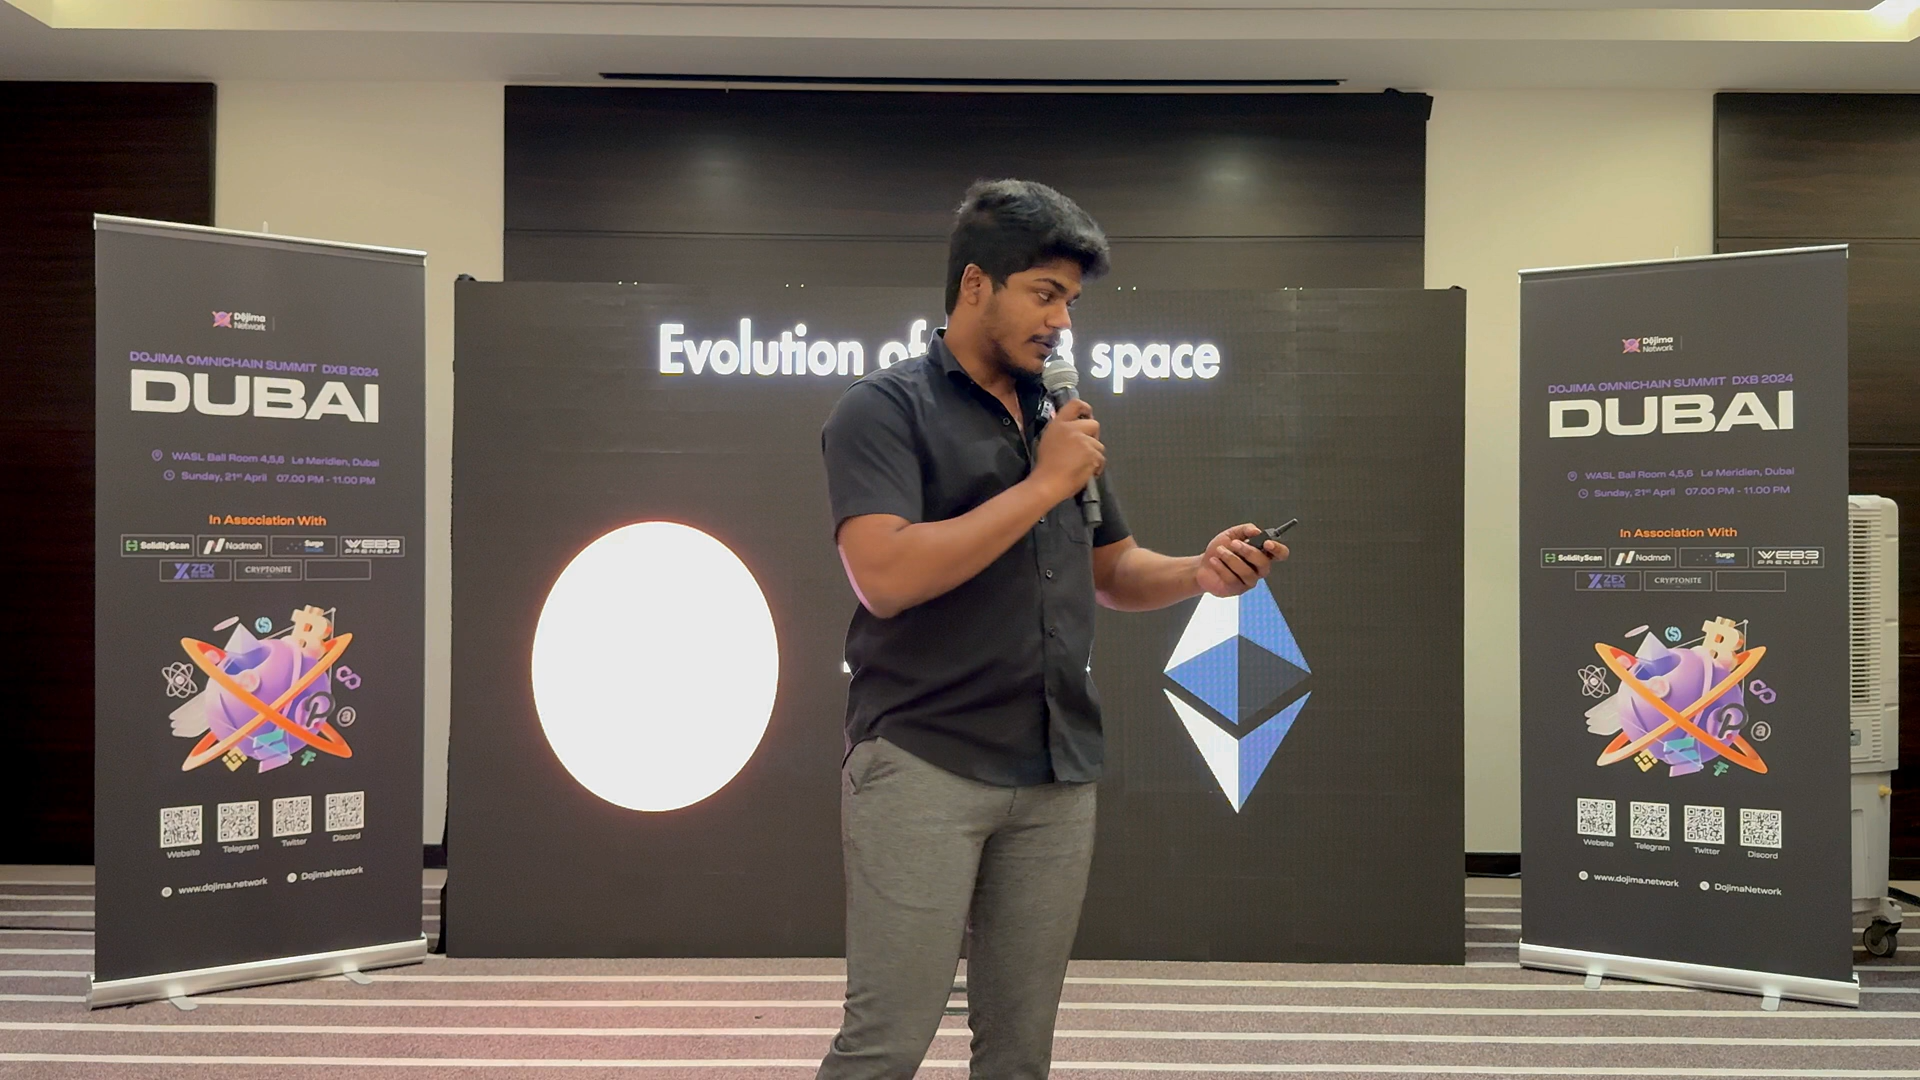 Evolution of 3 space
Dojima
Network
DOJIMA OMNICHAIN SUMMIT DXB 2024
DUBAI
WASL Ball Room 4,5,6 Le Meridien, Dubai
Sunday, 21st April 07.00 PM - 11.00 PM
In Association With
SolidityScan Nadmah Surge WEB3 PRENEUR
ZEX CRYPTONITE
Website Telegram Twitter Discord
www.dojima.network DojimaNetwork
Dojima
Network
DOJIMA OMNICHAIN SUMMIT DXB 2024
DUBAI
WASL Ball Room 4,5,6 Le Meridien, Dubai
Sunday, 21st April 07.00 PM - 11.00 PM
In Association With
SolidityScan Nadmah Surge WEB3 PRENEUR
ZEX CRYPTONITE
Website Telegram Twitter Discord
www.dojima.network DojimaNetwork